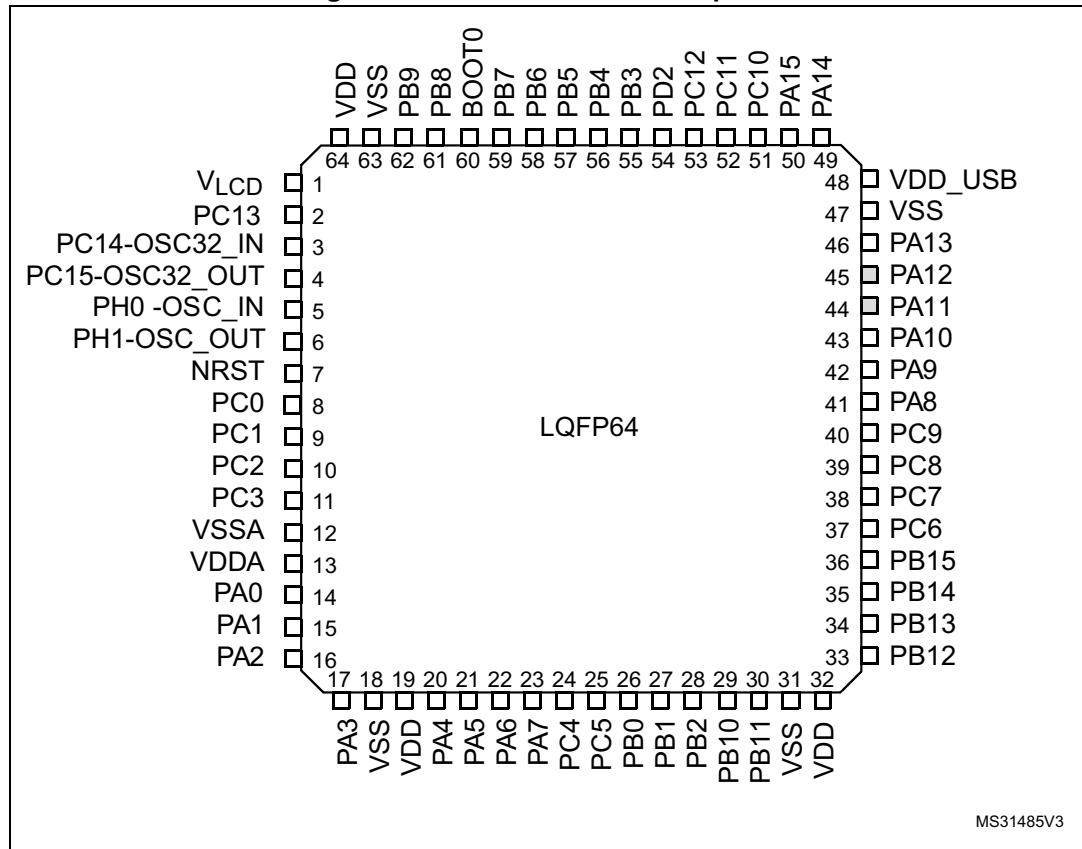 VDD
VSS
PB9
PB8
BOOT0
PB7
PB6
PB5
PB4
PB3
PD2
PC12
PC11
PC10
PA15
PA14
64 63 62 61 60 59 58 57 56 55 54 53 52 51 50 49
VLCD 1
PC13 2
PC14-OSC32_IN 3
PC15-OSC32_OUT 4
PH0 -OSC_IN 5
PH1-OSC_OUT 6
NRST 7
PC0 8
PC1 9
PC2 10
PC3 11
VSSA 12
VDDA 13
PA0 14
PA1 15
PA2 16
LQFP64
48 VDD_USB
47 VSS
46 PA13
45 PA12
44 PA11
43 PA10
42 PA9
41 PA8
40 PC9
39 PC8
38 PC7
37 PC6
36 PB15
35 PB14
34 PB13
33 PB12
17 18 19 20 21 22 23 24 25 26 27 28 29 30 31 32
PA3
VSS
VDD
PA4
PA5
PA6
PA7
PC4
PC5
PB0
PB1
PB2
PB10
PB11
VSS
VDD
MS31485V3